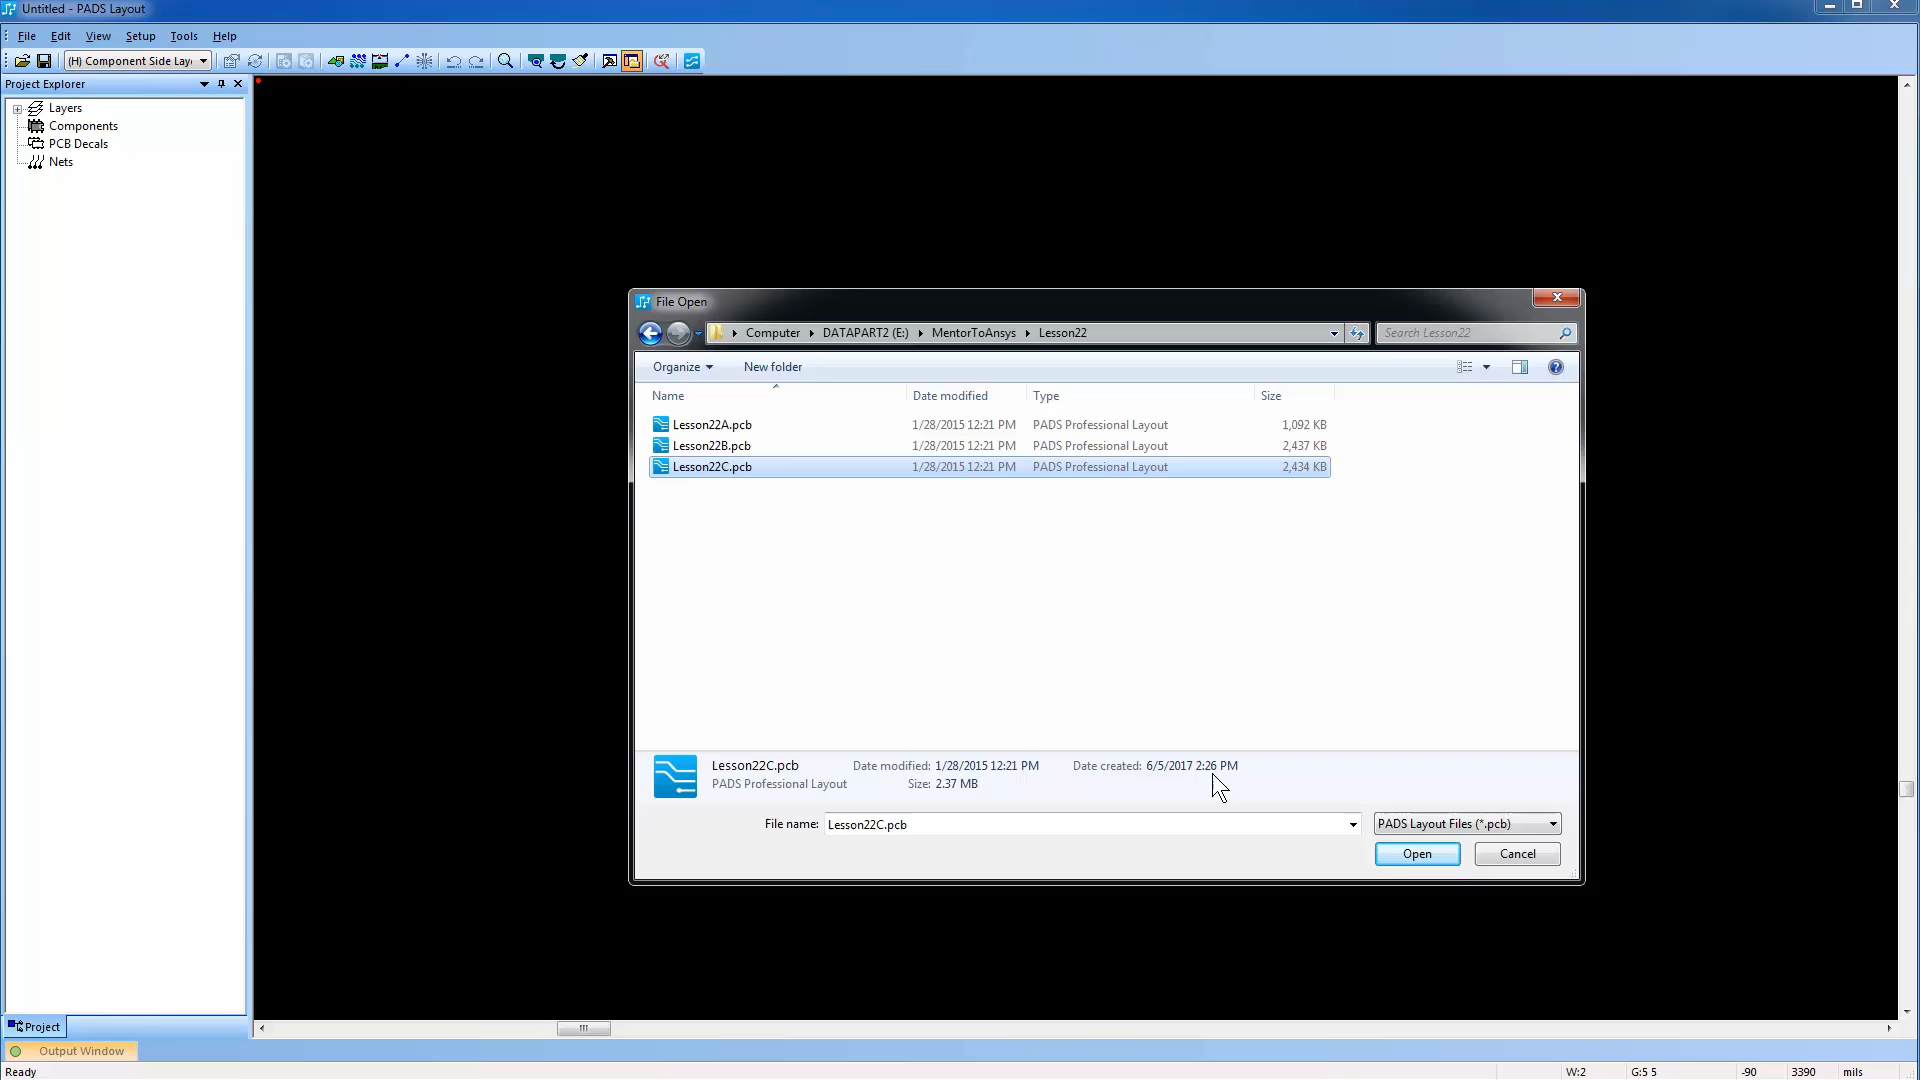 Untitled - PADS Layout
File Edit View Setup Tools Help
(H) Component Side Laye
Project Explorer
Layers
Components
PCB Decals
Nets
File Open
Computer DATAPART2 (E:) MentorToAnsys Lesson22
Search Lesson22
Organize New folder
Name Date modified Type Size
Lesson22A.pcb 1/28/2015 12:21 PM PADS Professional Layout 1,092 KB
Lesson22B.pcb 1/28/2015 12:21 PM PADS Professional Layout 2,437 KB
Lesson22C.pcb 1/28/2015 12:21 PM PADS Professional Layout 2,434 KB
Lesson22C.pcb Date modified: 1/28/2015 12:21 PM Date created: 6/5/2017 2:26 PM
PADS Professional Layout Size: 2.37 MB
File name: Lesson22C.pcb PADS Layout Files (*.pcb)
Open Cancel
Project
Output Window
Ready W:2 G:5 5 -90 3390 mils